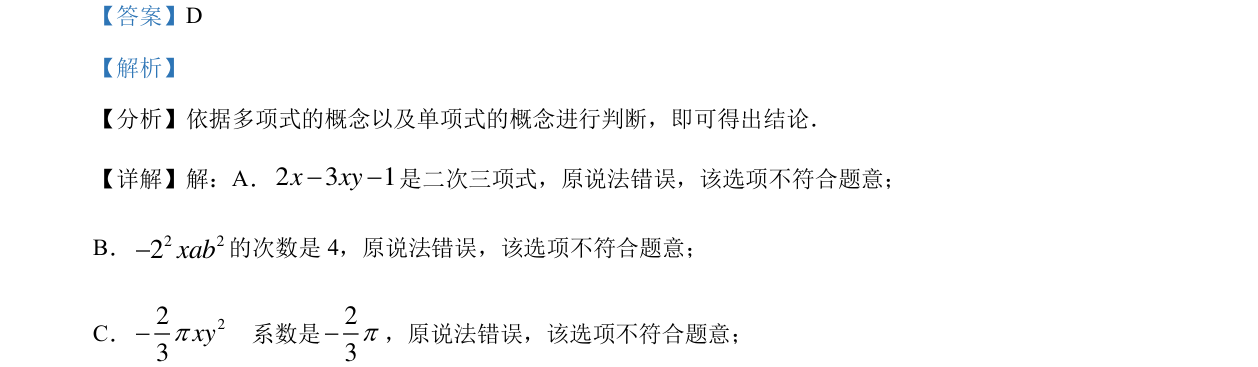 【答案】D
【解析】
【分析】依据多项式的概念以及单项式的概念进行判断，即可得出结论．
【详解】解：A． 2x−3xy−1是二次三项式，原说法错误，该选项不符合题意；
B． −2²xab²的次数是 4，原说法错误，该选项不符合题意；
C． −2/3πxy² 系数是−2/3π，原说法错误，该选项不符合题意；